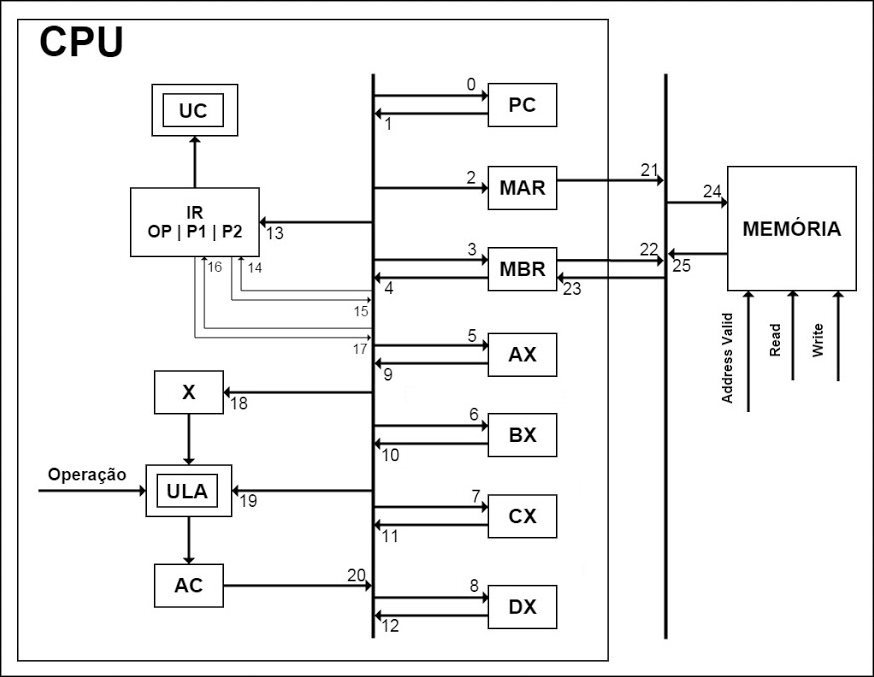 CPU
0
UC
PC
1
2
21
MAR
24
IR
OP | P1 | P2
13
MEMÓRIA
3
22
16
14
MBR
25
4
23
15
5
17
AX
9
Address Valid
Read
Write
X
18
6
BX
10
Operação
ULA
19
7
CX
11
20
AC
8
DX
12